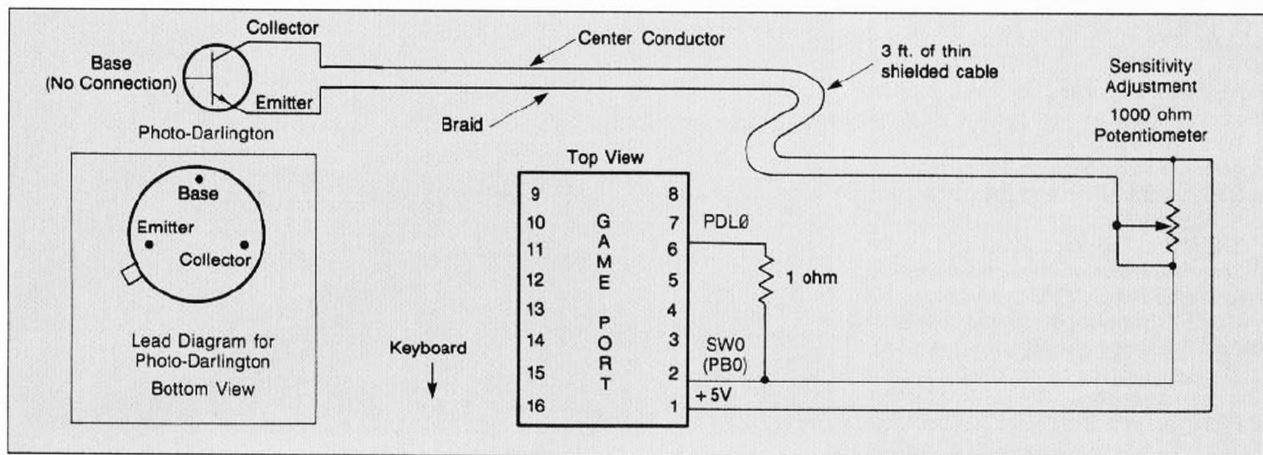 Collector
Base
(No Connection)
Emitter
Photo-Darlington
Center Conductor
Braid
3 ft. of thin
shielded cable
Sensitivity
Adjustment
1000 ohm
Potentiometer
Base
Emitter
Collector
Lead Diagram for
Photo-Darlington
Bottom View
Keyboard
Top View
9 8
10 7 PDLØ
11 6
12 5
13 4
14 3 SW0
15 2 (PB0)
16 1 +5V
GAME PORT
1 ohm